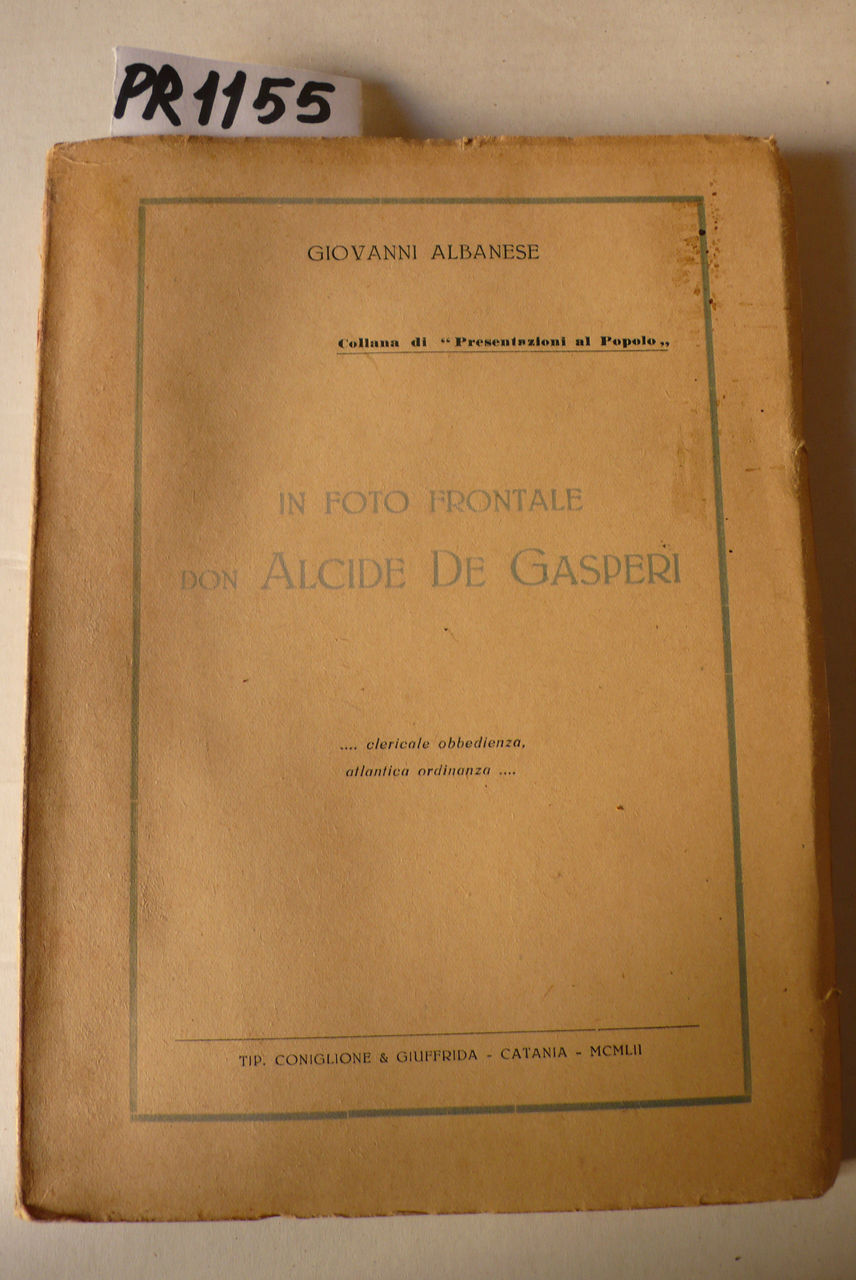 PR1155
GIOVANNI ALBANESE
Collana di “Presentazioni al Popolo„
IN FOTO FRONTALE
DON ALCIDE DE GASPERI
.... clericale obbedienza,
atlantica ordinanza ....
TIP. CONIGLIONE & GIUFFRIDA - CATANIA - MCMLII